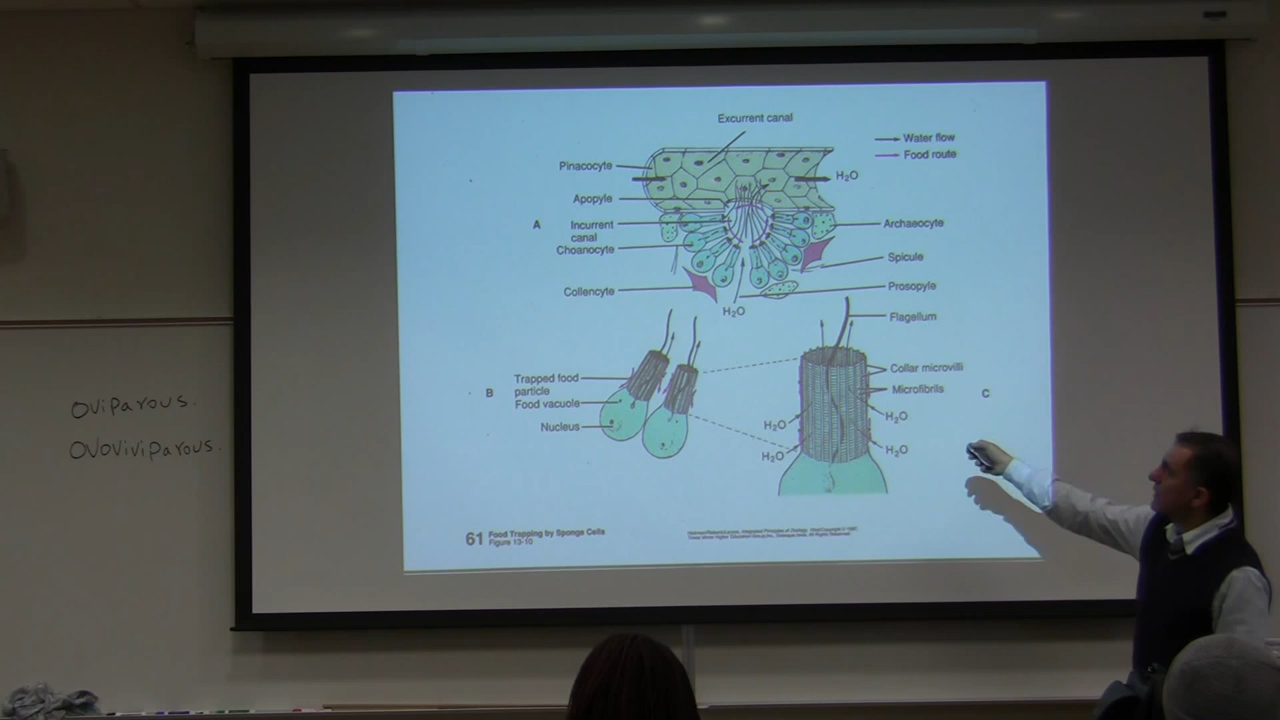 Excurrent canal
Water flow
Food route
Pinacocyte
H2O
Apopyle
A
Incurrent
canal
Archaeocyte
Choanocyte
Spicule
Collencyte
Prosopyle
H2O
Flagellum
Trapped food
particle
B
Food vacuole
Nucleus
Collar microvilli
Microfibrils
C
H2O
H2O
H2O
H2O
61 Food Trapping by Sponge Cells
Figure 13-10
Oviparous.
Ovoviviparous.